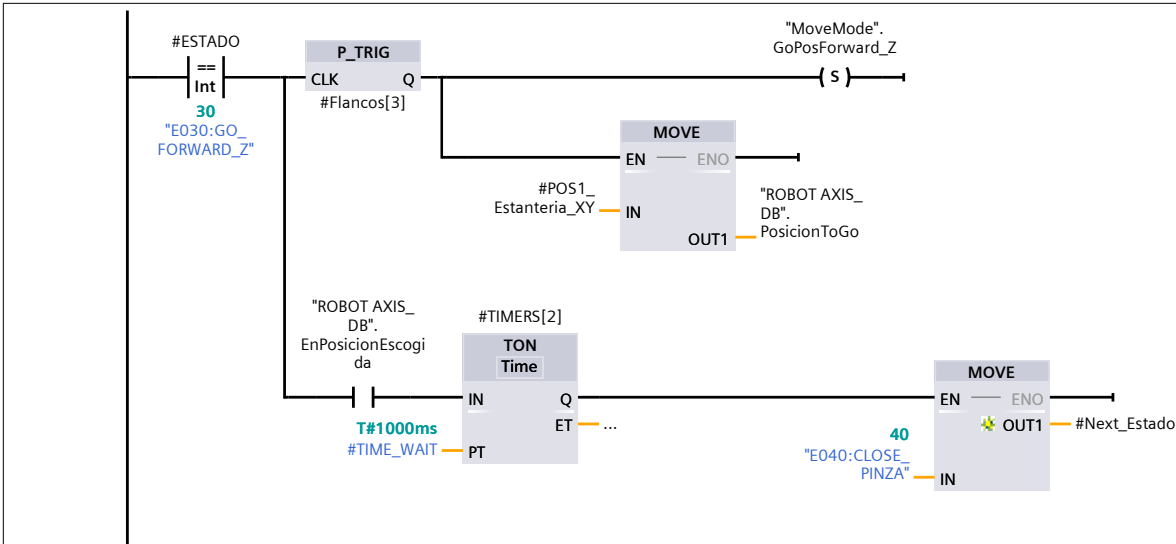 #ESTADO
==
Int
30
"E030:GO_
FORWARD_Z"
P_TRIG
CLK Q
#Flancos[3]
"MoveMode".
GoPosForward_Z
S
MOVE
EN ENO
#POS1_
Estanteria_XY
IN
OUT1
"ROBOT AXIS_
DB".
PosicionToGo
"ROBOT AXIS_
DB".
EnPosicionEscogi
da
#TIMERS[2]
TON
Time
IN Q
ET ...
T#1000ms
#TIME_WAIT
PT
MOVE
EN ENO
OUT1
#Next_Estado
40
"E040:CLOSE_
PINZA"
IN